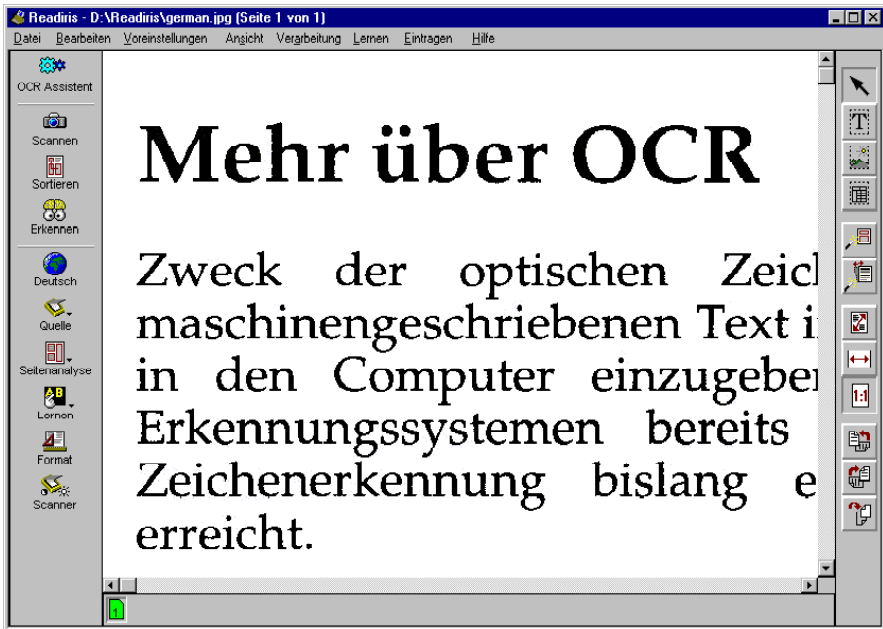 Readiris - D:\Readiris\german.jpg (Seite 1 von 1)
Datei Bearbeiten Voreinstellungen Ansicht Verarbeitung Lernen Eintragen Hilfe
OCR Assistent
Scannen
Sortieren
Erkennen
Deutsch
Quelle
Seitenanalyse
Lernen
Format
Scanner
Mehr über OCR
Zweck der optischen Zeich
maschinengeschriebenen Text i
in den Computer einzugeben
Erkennungssystemen bereits
Zeichenerkennung bislang e
erreicht.
1:1
1